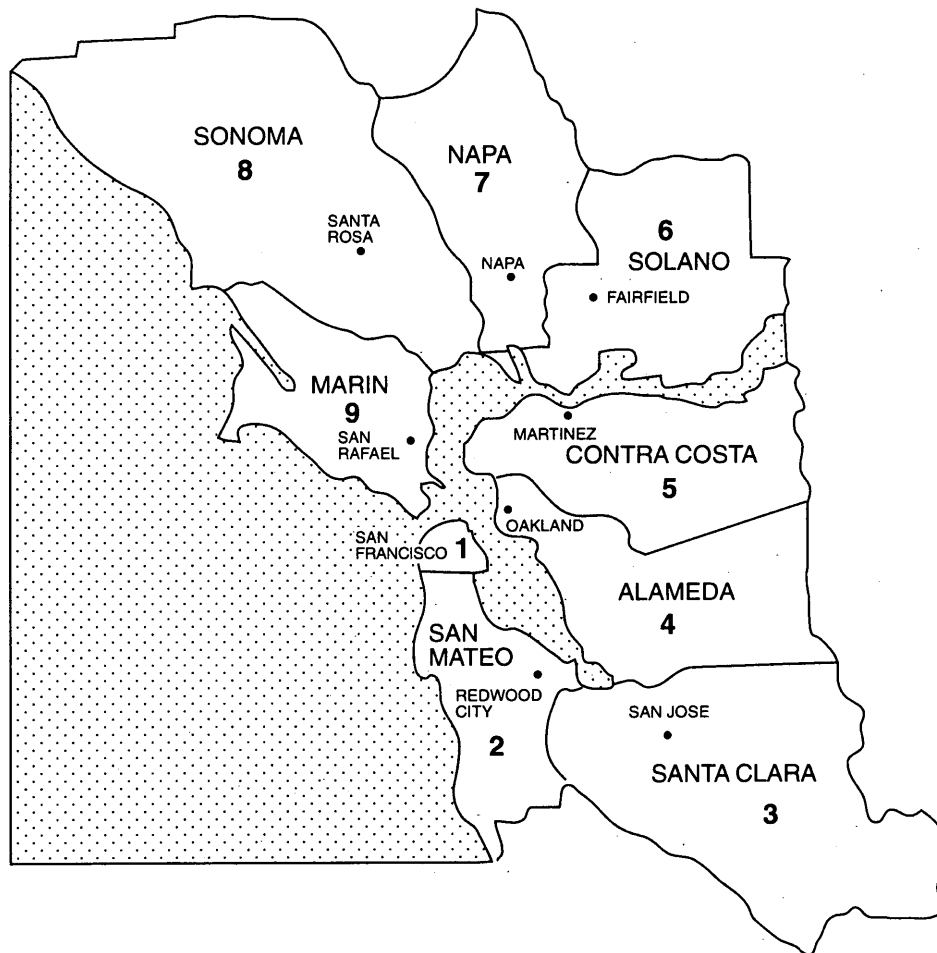 SONOMA
8
NAPA
7
SANTA
ROSA
NAPA
6
SOLANO
FAIRFIELD
MARIN
9
SAN
RAFAEL
MARTINEZ
CONTRA COSTA
5
OAKLAND
SAN
FRANCISCO
1
ALAMEDA
4
SAN
MATEO
REDWOOD
CITY
2
SAN JOSE
SANTA CLARA
3